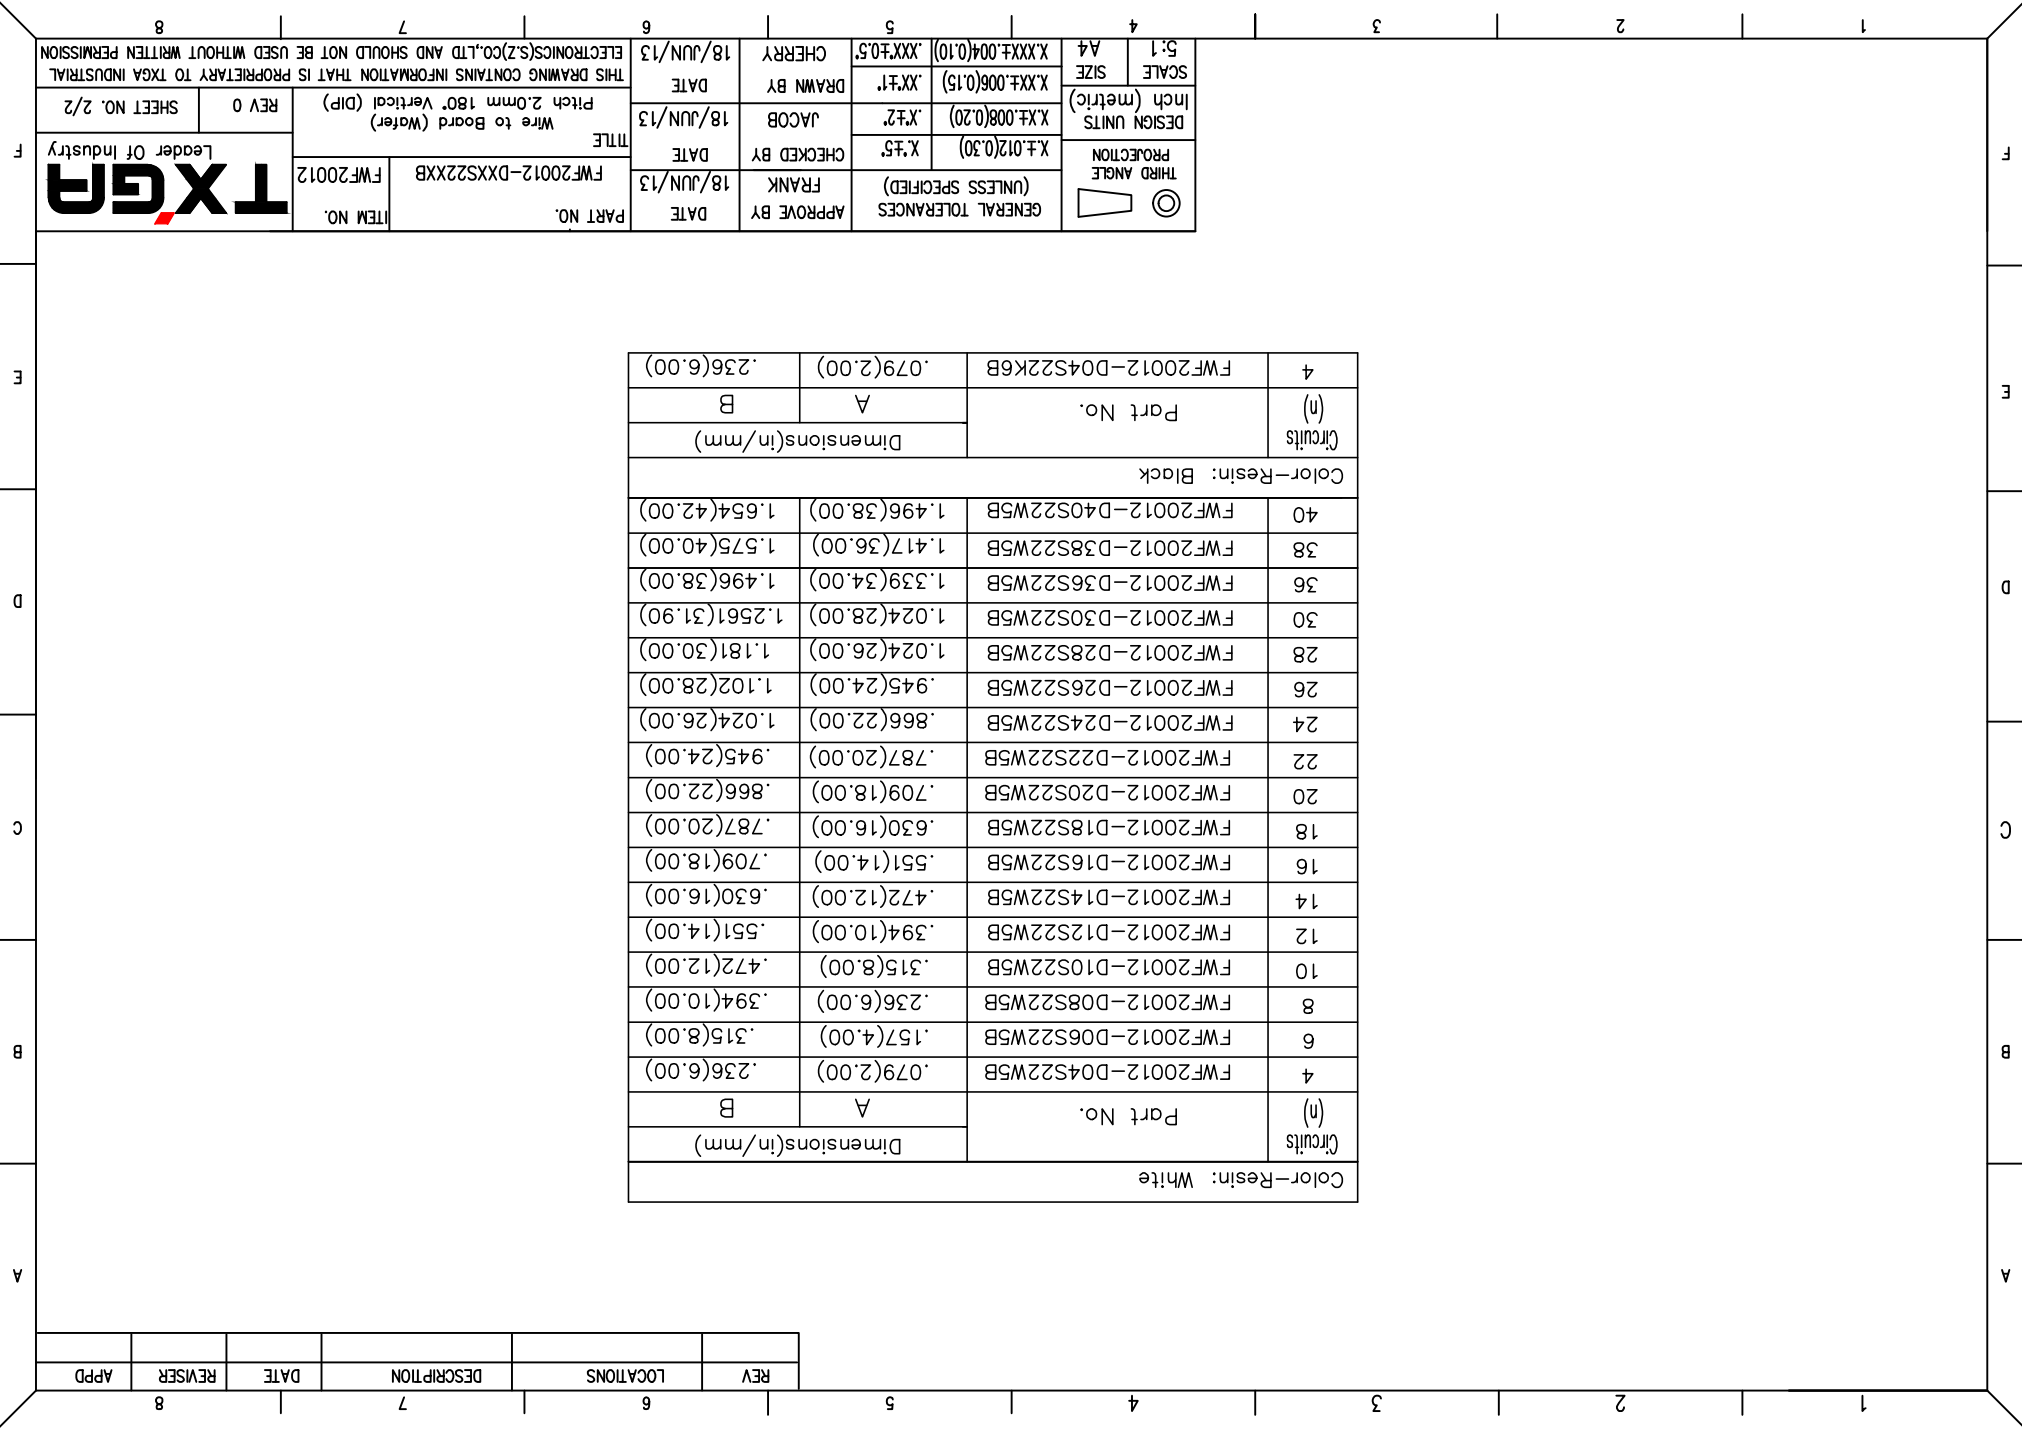 1 2 3 4 5 6 7 8
REV LOCATIONS DESCRIPTION DATE REVISER APPD
A A
B B
C C
D D
E E
F F
Color-Resin: White
Circuits (n) Part No. Dimensions(in/mm)
A B
4 FWF20012-D04S22W5B .079(2.00) .236(6.00)
6 FWF20012-D06S22W5B .157(4.00) .315(8.00)
8 FWF20012-D08S22W5B .236(6.00) .394(10.00)
10 FWF20012-D10S22W5B .315(8.00) .472(12.00)
12 FWF20012-D12S22W5B .394(10.00) .551(14.00)
14 FWF20012-D14S22W5B .472(12.00) .630(16.00)
16 FWF20012-D16S22W5B .551(14.00) .709(18.00)
18 FWF20012-D18S22W5B .630(16.00) .787(20.00)
20 FWF20012-D20S22W5B .709(18.00) .866(22.00)
22 FWF20012-D22S22W5B .787(20.00) .945(24.00)
24 FWF20012-D24S22W5B .866(22.00) 1.024(26.00)
26 FWF20012-D26S22W5B .945(24.00) 1.102(28.00)
28 FWF20012-D28S22W5B 1.024(26.00) 1.181(30.00)
30 FWF20012-D30S22W5B 1.024(28.00) 1.2561(31.90)
36 FWF20012-D36S22W5B 1.339(34.00) 1.496(38.00)
38 FWF20012-D38S22W5B 1.417(36.00) 1.575(40.00)
40 FWF20012-D40S22W5B 1.496(38.00) 1.654(42.00)
Color-Resin: Black
Circuits (n) Part No. Dimensions(in/mm)
A B
4 FWF20012-D04S22K6B .079(2.00) .236(6.00)
THIRD ANGLE
PROJECTION
DESIGN UNITS
Inch (metric)
SCALE
5:1
SIZE
A4
GENERAL TOLERANCES
(UNLESS SPECIFIED)
X.±.012(0.30) X.°±5°
X.X±.008(0.20) .X°±2°
X.XX±.006(0.15) .XX°±1°
X.XXX±.004(0.10) .XXX°±0.5°
APPROVE BY
FRANK
DATE
18/JUN/13
CHECKED BY
JACOB
DATE
18/JUN/13
DRAWN BY
CHERRY
DATE
18/JUN/13
PART NO.
FWF20012-DXXS22XXB
ITEM NO.
FWF20012
TITLE
Wire to Board (Wafer)
Pitch 2.0mm 180° Vertical (DIP)
TXGA
Leader Of Industry
REV 0
SHEET NO. 2/2
THIS DRAWING CONTAINS INFORMATION THAT IS PROPRIETARY TO TXGA INDUSTRIAL
ELECTRONICS(S.Z)CO.,LTD AND SHOULD NOT BE USED WITHOUT WRITTEN PERMISSION
1 2 3 4 5 6 7 8